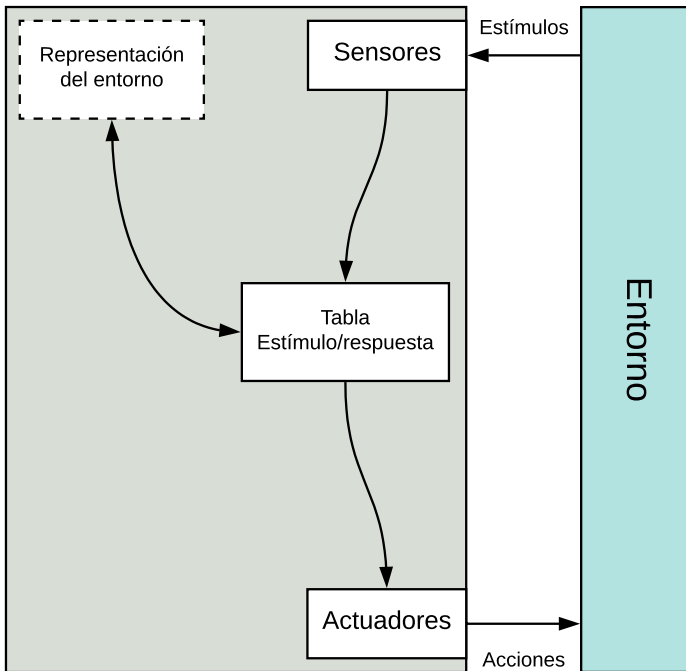 Representación
del entorno
Sensores
Estímulos
Tabla
Estímulo/respuesta
Entorno
Actuadores
Acciones